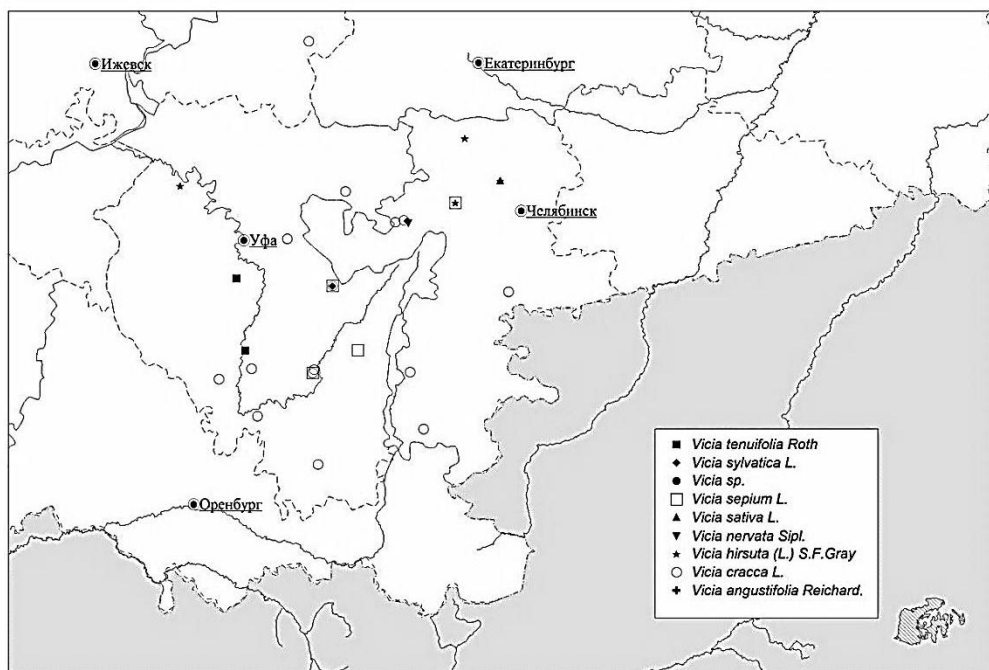 Ижевск
Екатеринбург
Челябинск
Уфа
Оренбург
Vicia tenuifolia Roth
Vicia sylvatica L.
Vicia sp.
Vicia sepium L.
Vicia sativa L.
Vicia nervata Sipl.
Vicia hirsuta (L.) S.F.Gray
Vicia cracca L.
Vicia angustifolia Reichard.